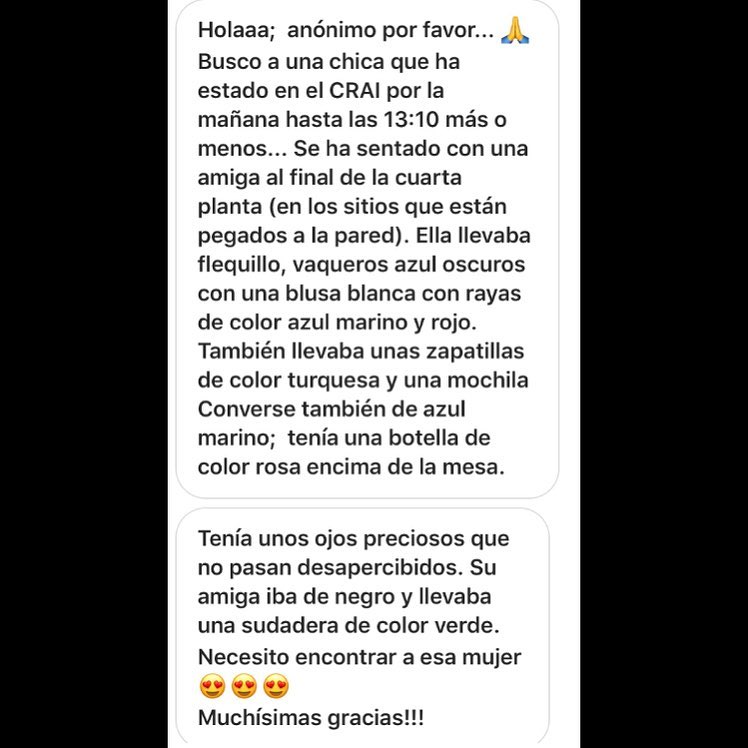 Holaaa;  anónimo por favor... 🙏
Busco a una chica que ha
estado en el CRAI por la
mañana hasta las 13:10 más o
menos... Se ha sentado con una
amiga al final de la cuarta
planta (en los sitios que están
pegados a la pared). Ella llevaba
flequillo, vaqueros azul oscuros
con una blusa blanca con rayas
de color azul marino y rojo.
También llevaba unas zapatillas
de color turquesa y una mochila
Converse también de azul
marino;  tenía una botella de
color rosa encima de la mesa.
Tenía unos ojos preciosos que
no pasan desapercibidos. Su
amiga iba de negro y llevaba
una sudadera de color verde.
Necesito encontrar a esa mujer
😍😍😍
Muchísimas gracias!!!